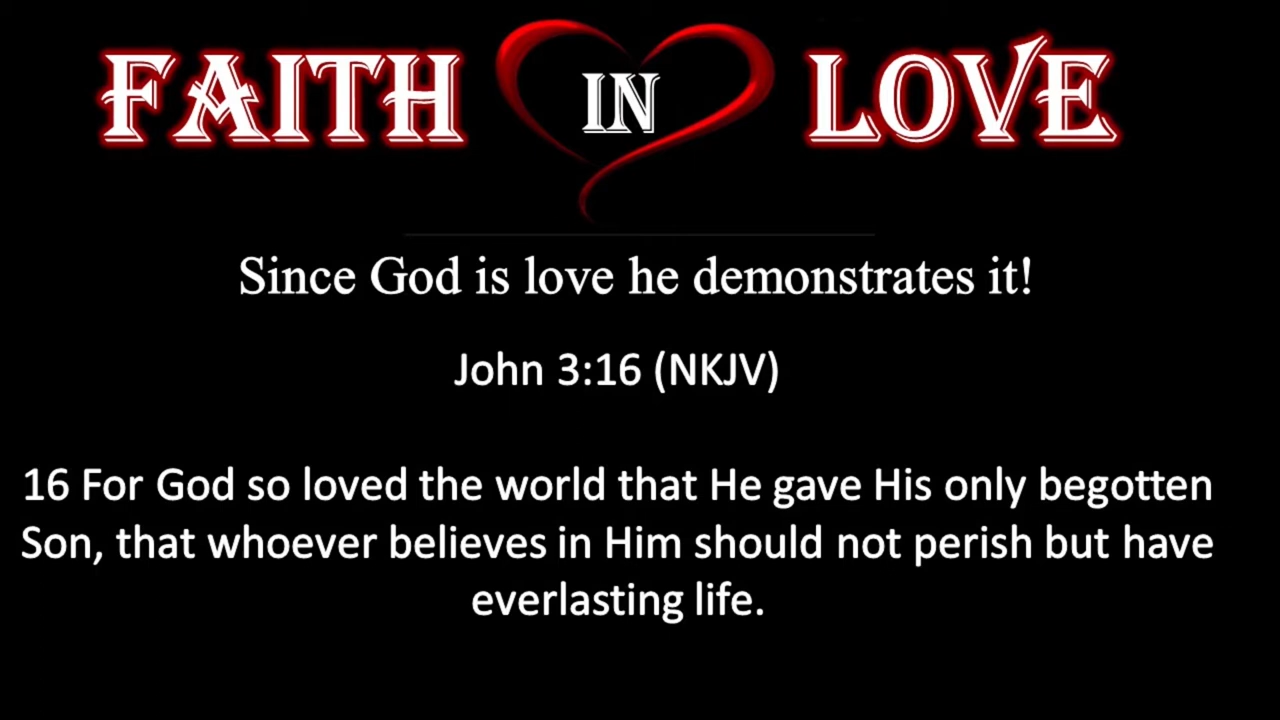 FAITH IN LOVE
Since God is love he demonstrates it!
John 3:16 (NKJV)
16 For God so loved the world that He gave His only begotten
Son, that whoever believes in Him should not perish but have
everlasting life.